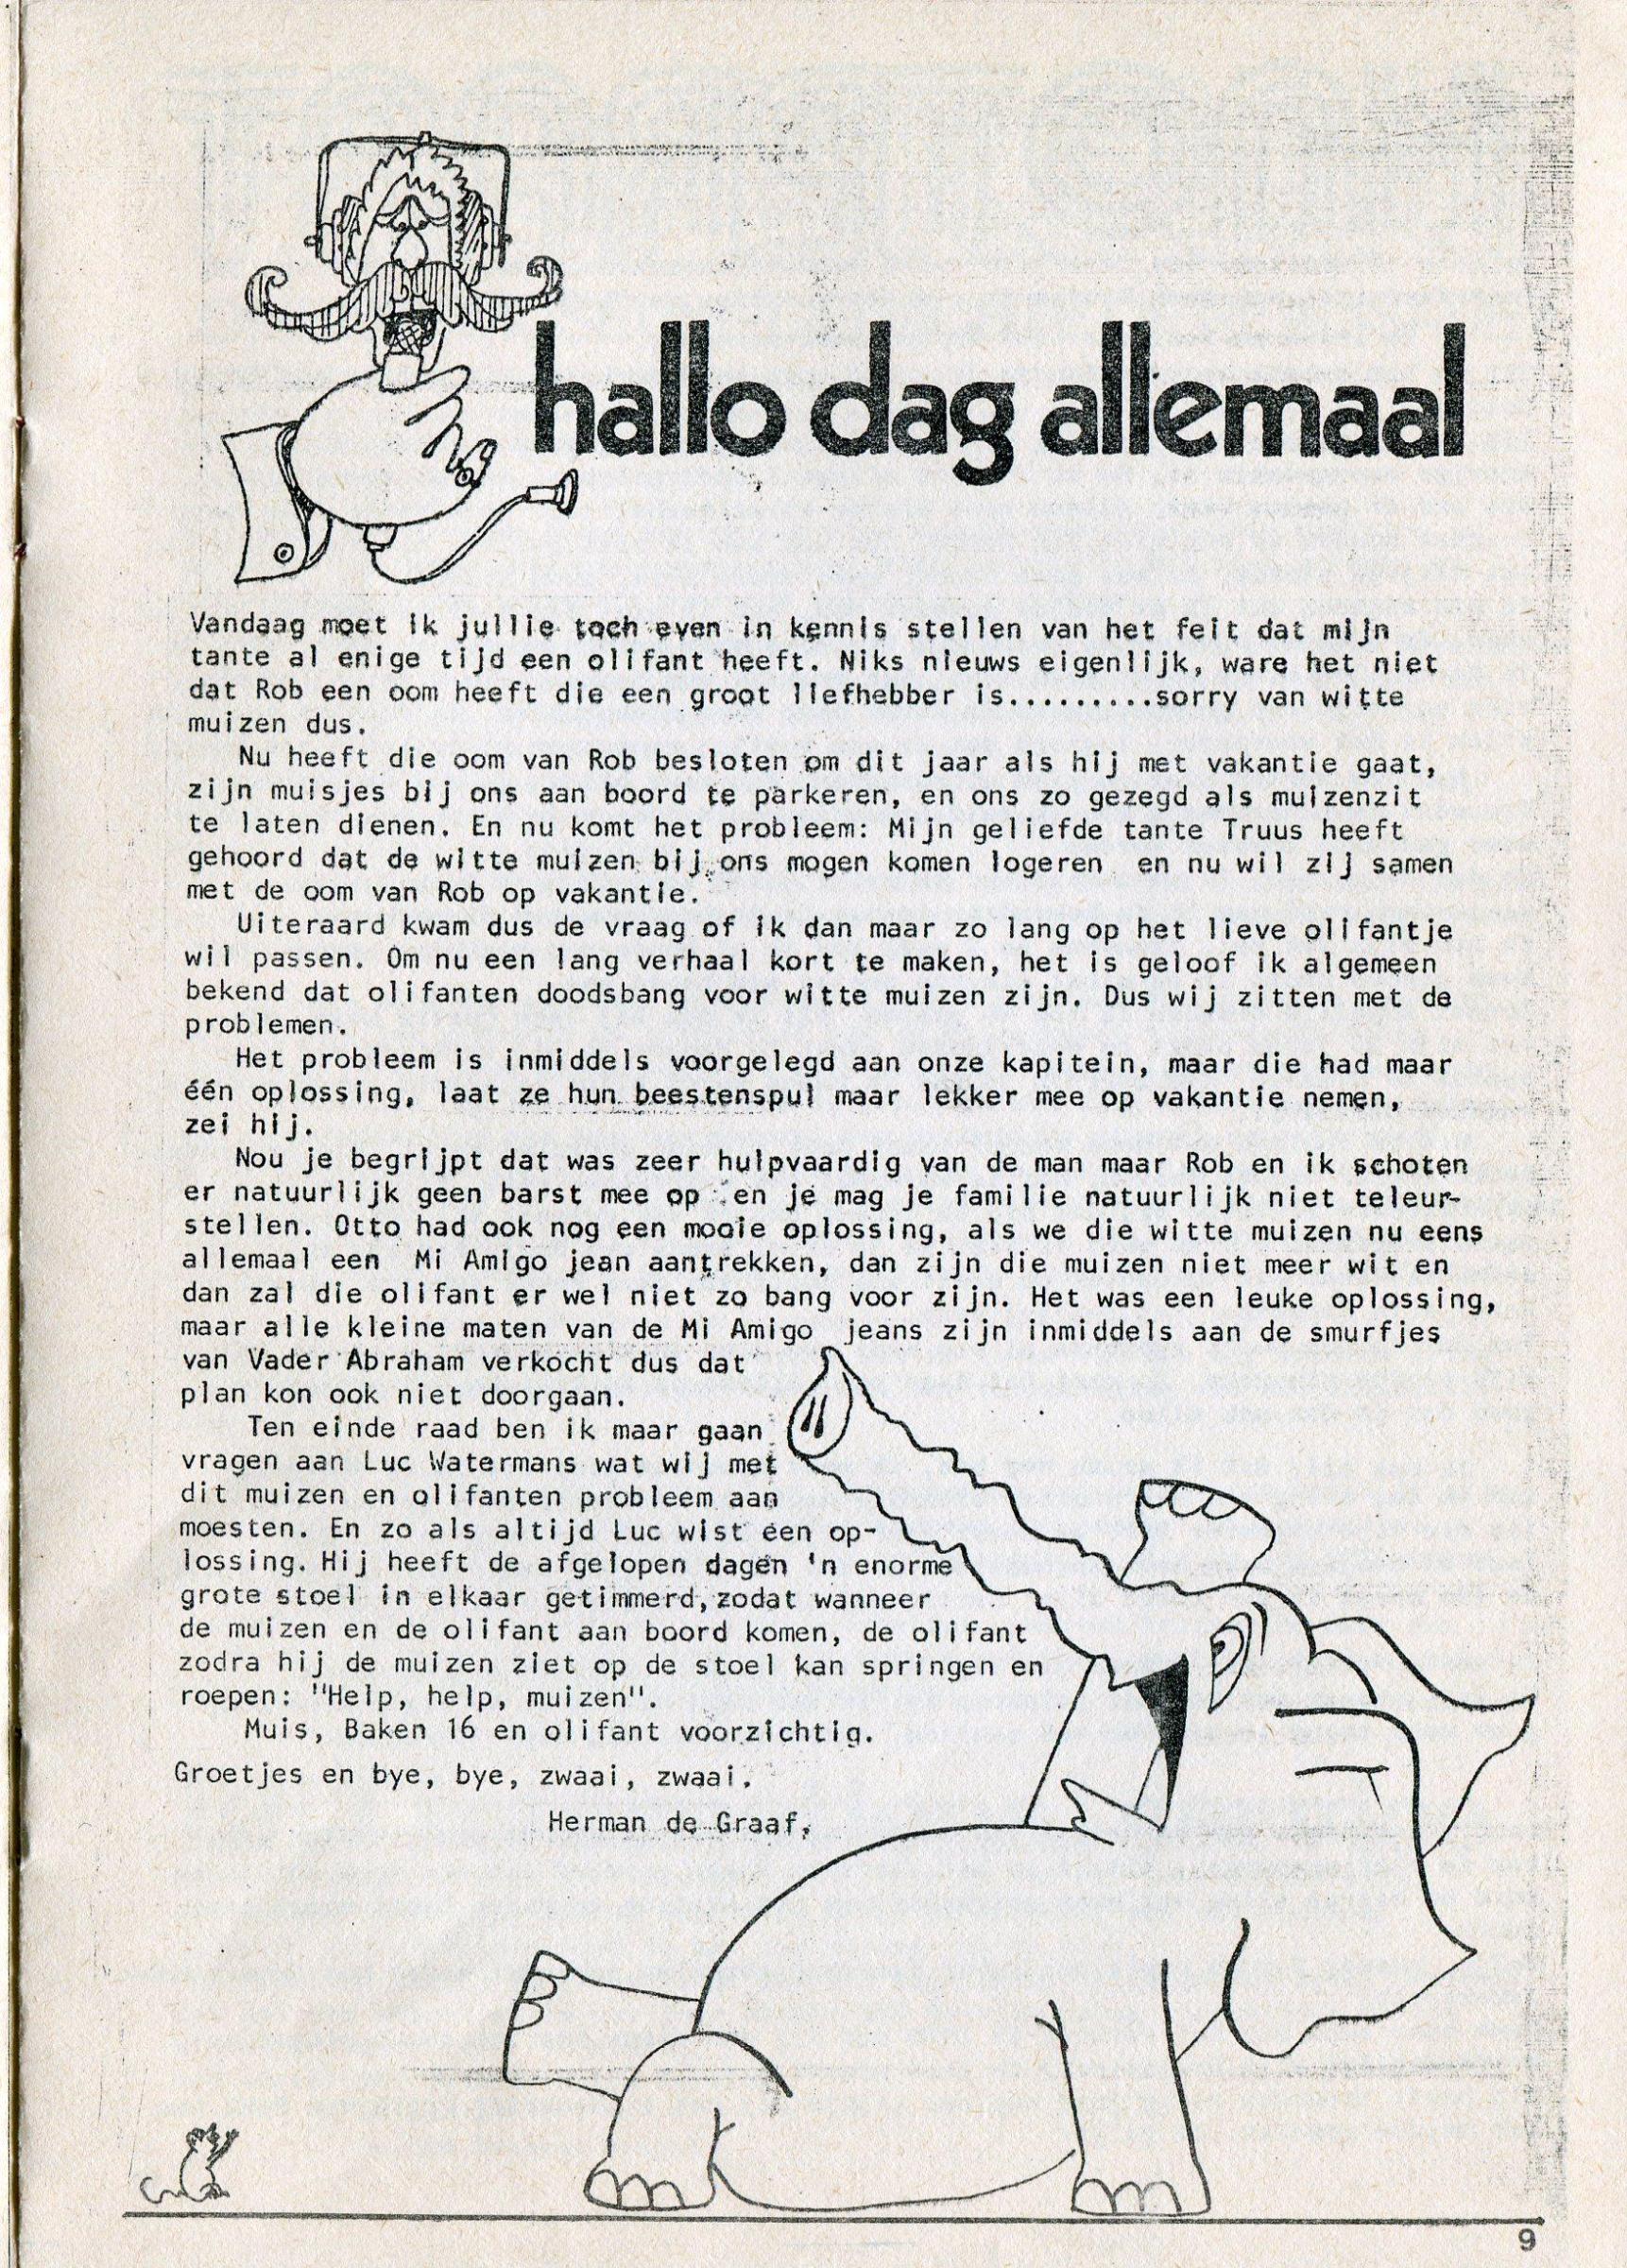 hallo dag allemaal
Vandaag moet ik jullie toch even in kennis stellen van het feit dat mijn
tante al enige tijd een olifant heeft. Niks nieuws eigenlijk, ware het niet
dat Rob een oom heeft die een groot liefhebber is.........sorry van witte
muizen dus.
Nu heeft die oom van Rob besloten om dit jaar als hij met vakantie gaat,
zijn muisjes bij ons aan boord te parkeren, en ons zo gezegd als muizenzit
te laten dienen. En nu komt het probleem: Mijn geliefde tante Truus heeft
gehoord dat de witte muizen bij ons mogen komen logeren en nu wil zij samen
met de oom van Rob op vakantie.
Uiteraard kwam dus de vraag of ik dan maar zo lang op het lieve olifantje
wil passen. Om nu een lang verhaal kort te maken, het is geloof ik algemeen
bekend dat olifanten doodsbang voor witte muizen zijn. Dus wij zitten met de
problemen.
Het probleem is inmiddels voorgelegd aan onze kapitein, maar die had maar
één oplossing, laat ze hun beestenspul maar lekker mee op vakantie nemen,
zei hij.
Nou je begrijpt dat was zeer hulpvaardig van de man maar Rob en ik schoten
er natuurlijk geen barst mee op en je mag je familie natuurlijk niet teleur-
stellen. Otto had ook nog een mooie oplossing, als we die witte muizen nu eens
allemaal een Mi Amigo jean aantrekken, dan zijn die muizen niet meer wit en
dan zal die olifant er wel niet zo bang voor zijn. Het was een leuke oplossing,
maar alle kleine maten van de Mi Amigo jeans zijn inmiddels aan de smurfjes
van Vader Abraham verkocht dus dat
plan kon ook niet doorgaan.
Ten einde raad ben ik maar gaan
vragen aan Luc Watermans wat wij met
dit muizen en olifanten probleem aan
moesten. En zo als altijd Luc wist een op-
lossing. Hij heeft de afgelopen dagen 'n enorme
grote stoel in elkaar getimmerd, zodat wanneer
de muizen en de olifant aan boord komen, de olifant
zodra hij de muizen ziet op de stoel kan springen en
roepen: "Help, help, muizen".
Muis, Baken 16 en olifant voorzichtig.
Groetjes en bye, bye, zwaai, zwaai.
Herman de Graaf,
9